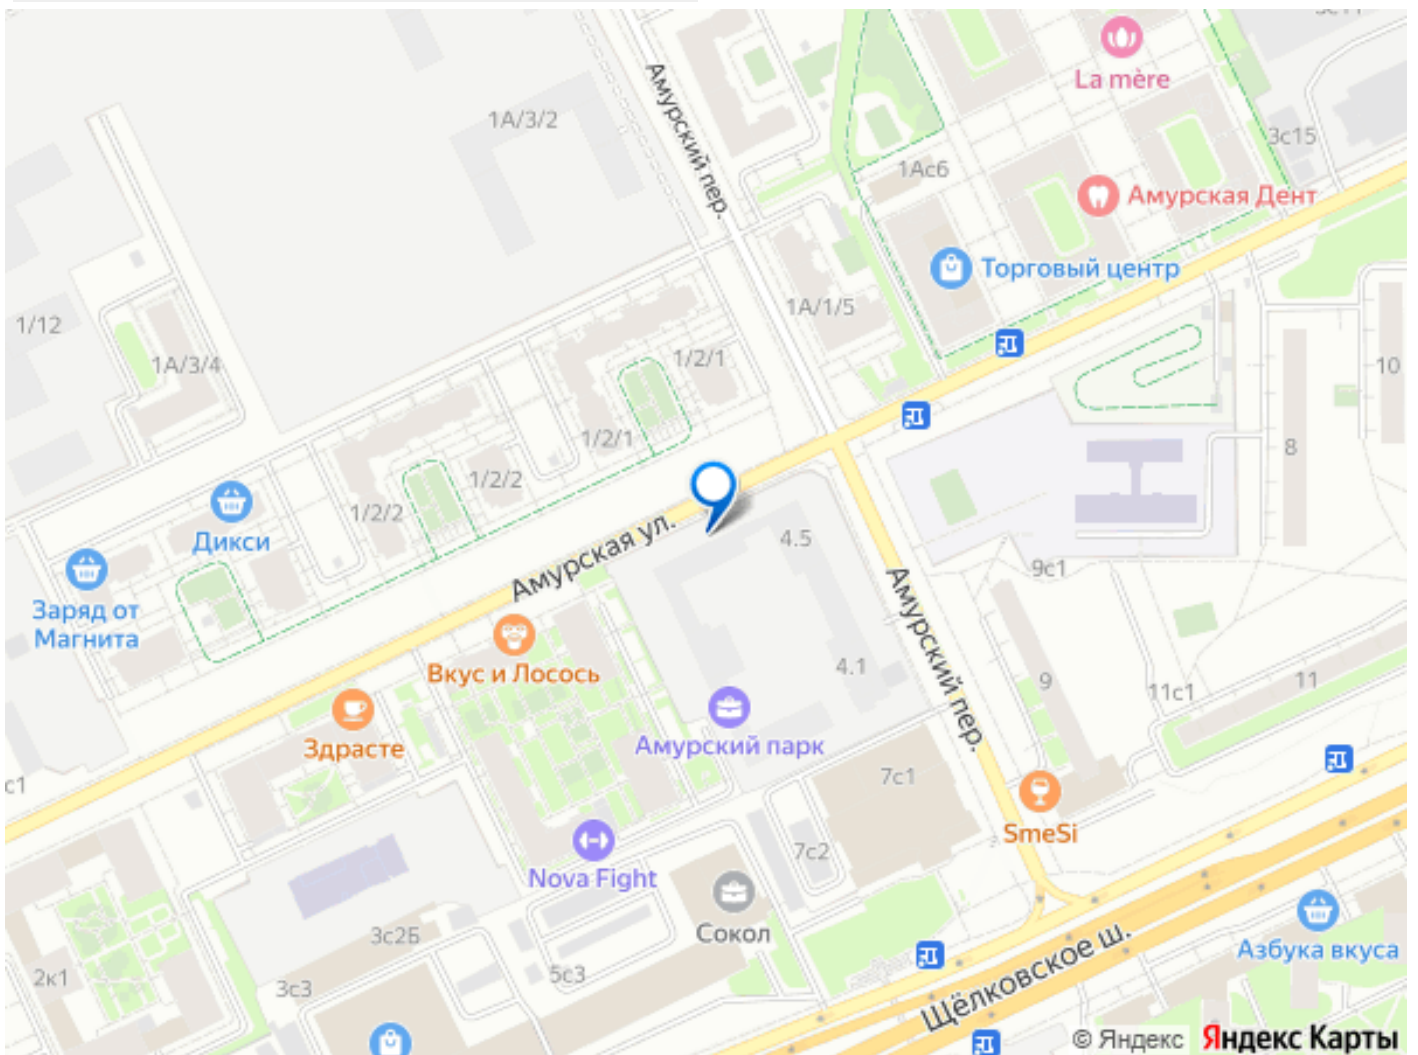 La mère
Амурский пер.
1А/3/2
3с15
1Ас6
Амурская Дент
Торговый центр
1/12
1А/1/5
1А/3/4
1/2/1
10
1/2/1
8
1/2/2
1/2/2
Дикси
4.5
Амурская ул.
9с1
Заряд от
Магнита
Амурский пер.
Вкус и Лосось
4.1
9
11с1
11
Здрасте
Амурский парк
7с1
с1
SmeSi
7с2
Nova Fight
Сокол
3с2Б
Азбука вкуса
2к1
3с3
5с3
Щёлковское ш.
© Яндекс
Яндекс Карты